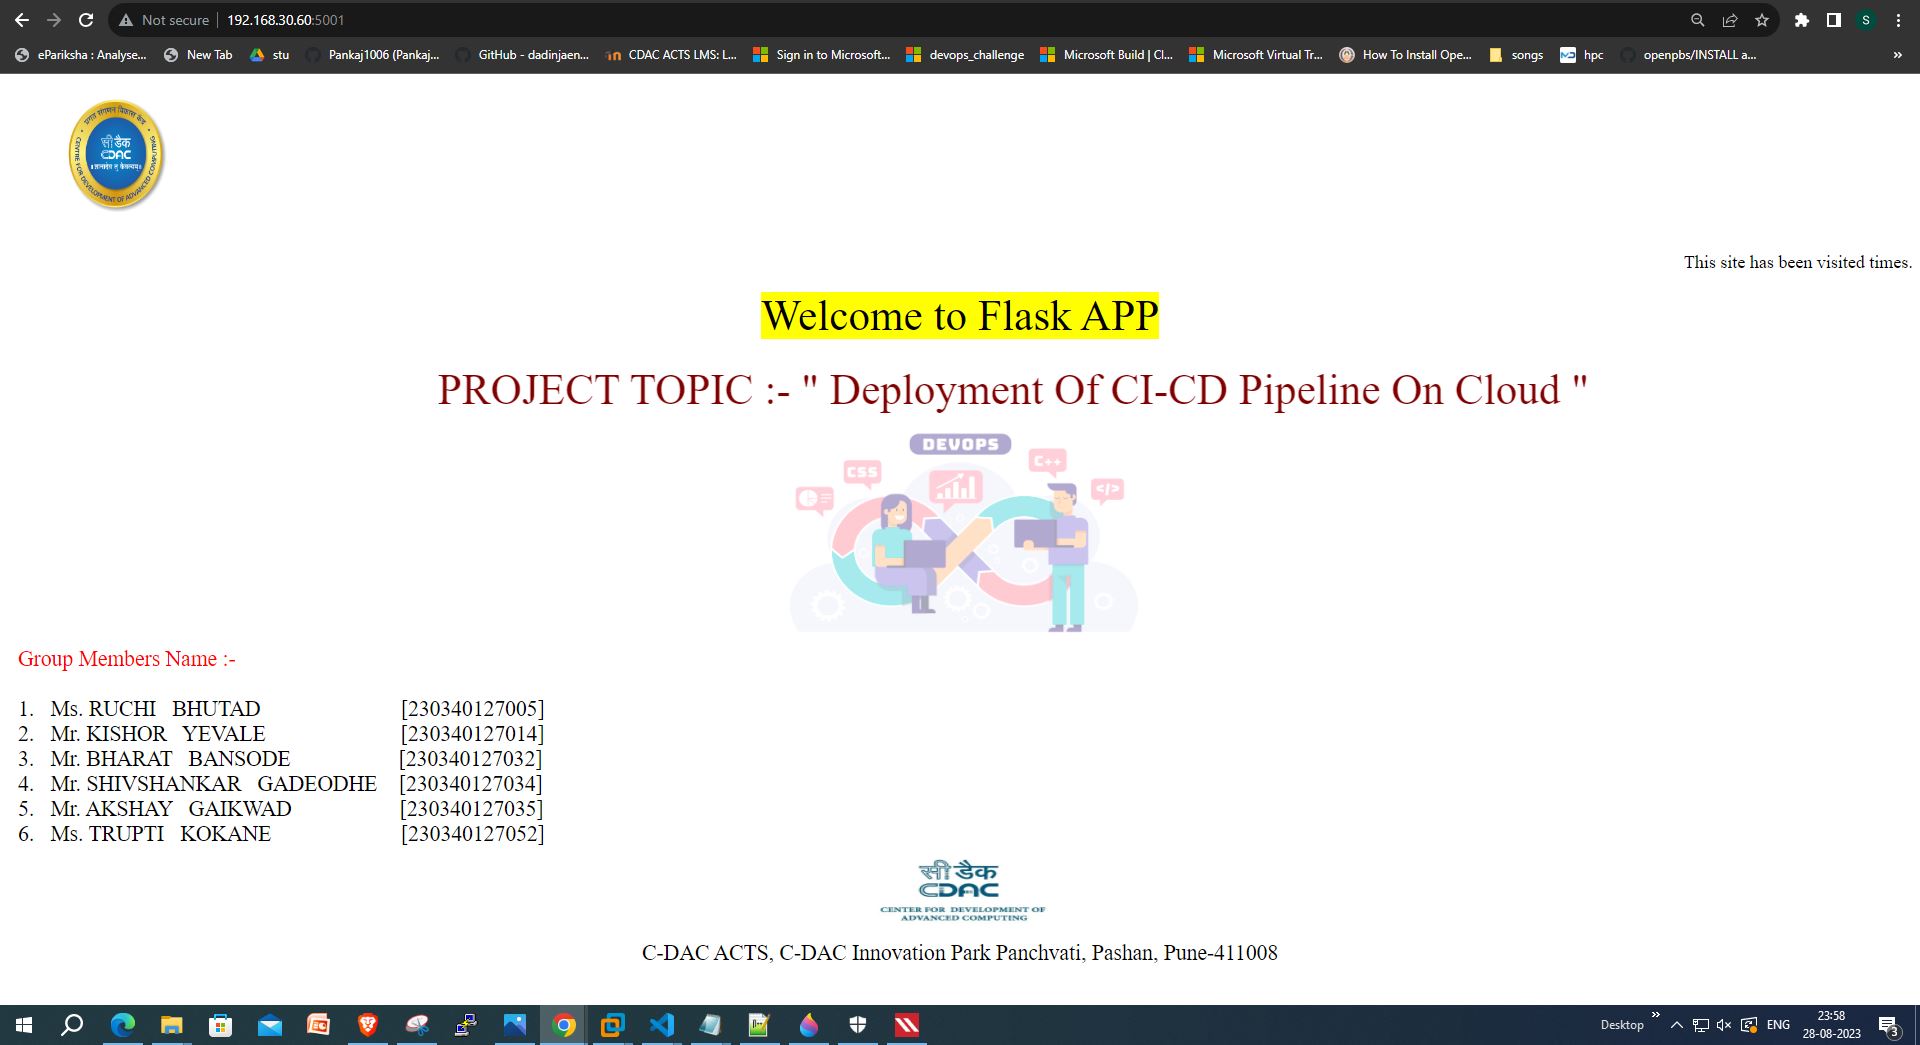 Not secure | 192.168.30.60:5001
S
ePariksha : Analyse... New Tab stu Pankaj1006 (Pankaj... GitHub - dadinjaen... CDAC ACTS LMS: L... Sign in to Microsoft... devops_challenge Microsoft Build | Cl... Microsoft Virtual Tr... How To Install Ope... songs hpc openpbs/INSTALL a... »
सी डैक
CDAC
CENTRE FOR DEVELOPMENT OF ADVANCED COMPUTING
This site has been visited times.
Welcome to Flask APP
PROJECT TOPIC :- " Deployment Of CI-CD Pipeline On Cloud "
DEVOPS
CSS
C++
</>
Group Members Name :-
1. Ms. RUCHI BHUTAD [230340127005]
2. Mr. KISHOR YEVALE [230340127014]
3. Mr. BHARAT BANSODE [230340127032]
4. Mr. SHIVSHANKAR GADEODHE [230340127034]
5. Mr. AKSHAY GAIKWAD [230340127035]
6. Ms. TRUPTI KOKANE [230340127052]
सी डैक
CDAC
CENTER FOR DEVELOPMENT OF
ADVANCED COMPUTING
C-DAC ACTS, C-DAC Innovation Park Panchvati, Pashan, Pune-411008
Desktop » ENG 23:58
28-08-2023
3